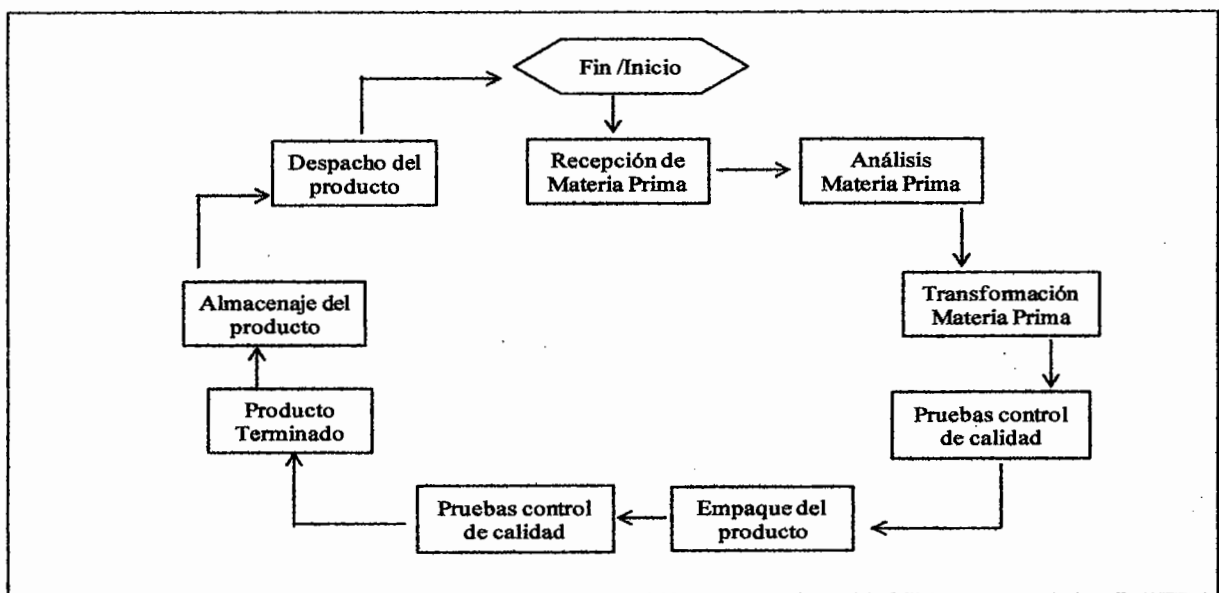 Fin /Inicio
Recepción de
Materia Prima
Análisis
Materia Prima
Transformación
Materia Prima
Pruebas control
de calidad
Empaque del
producto
Pruebas control
de calidad
Producto
Terminado
Almacenaje del
producto
Despacho del
producto